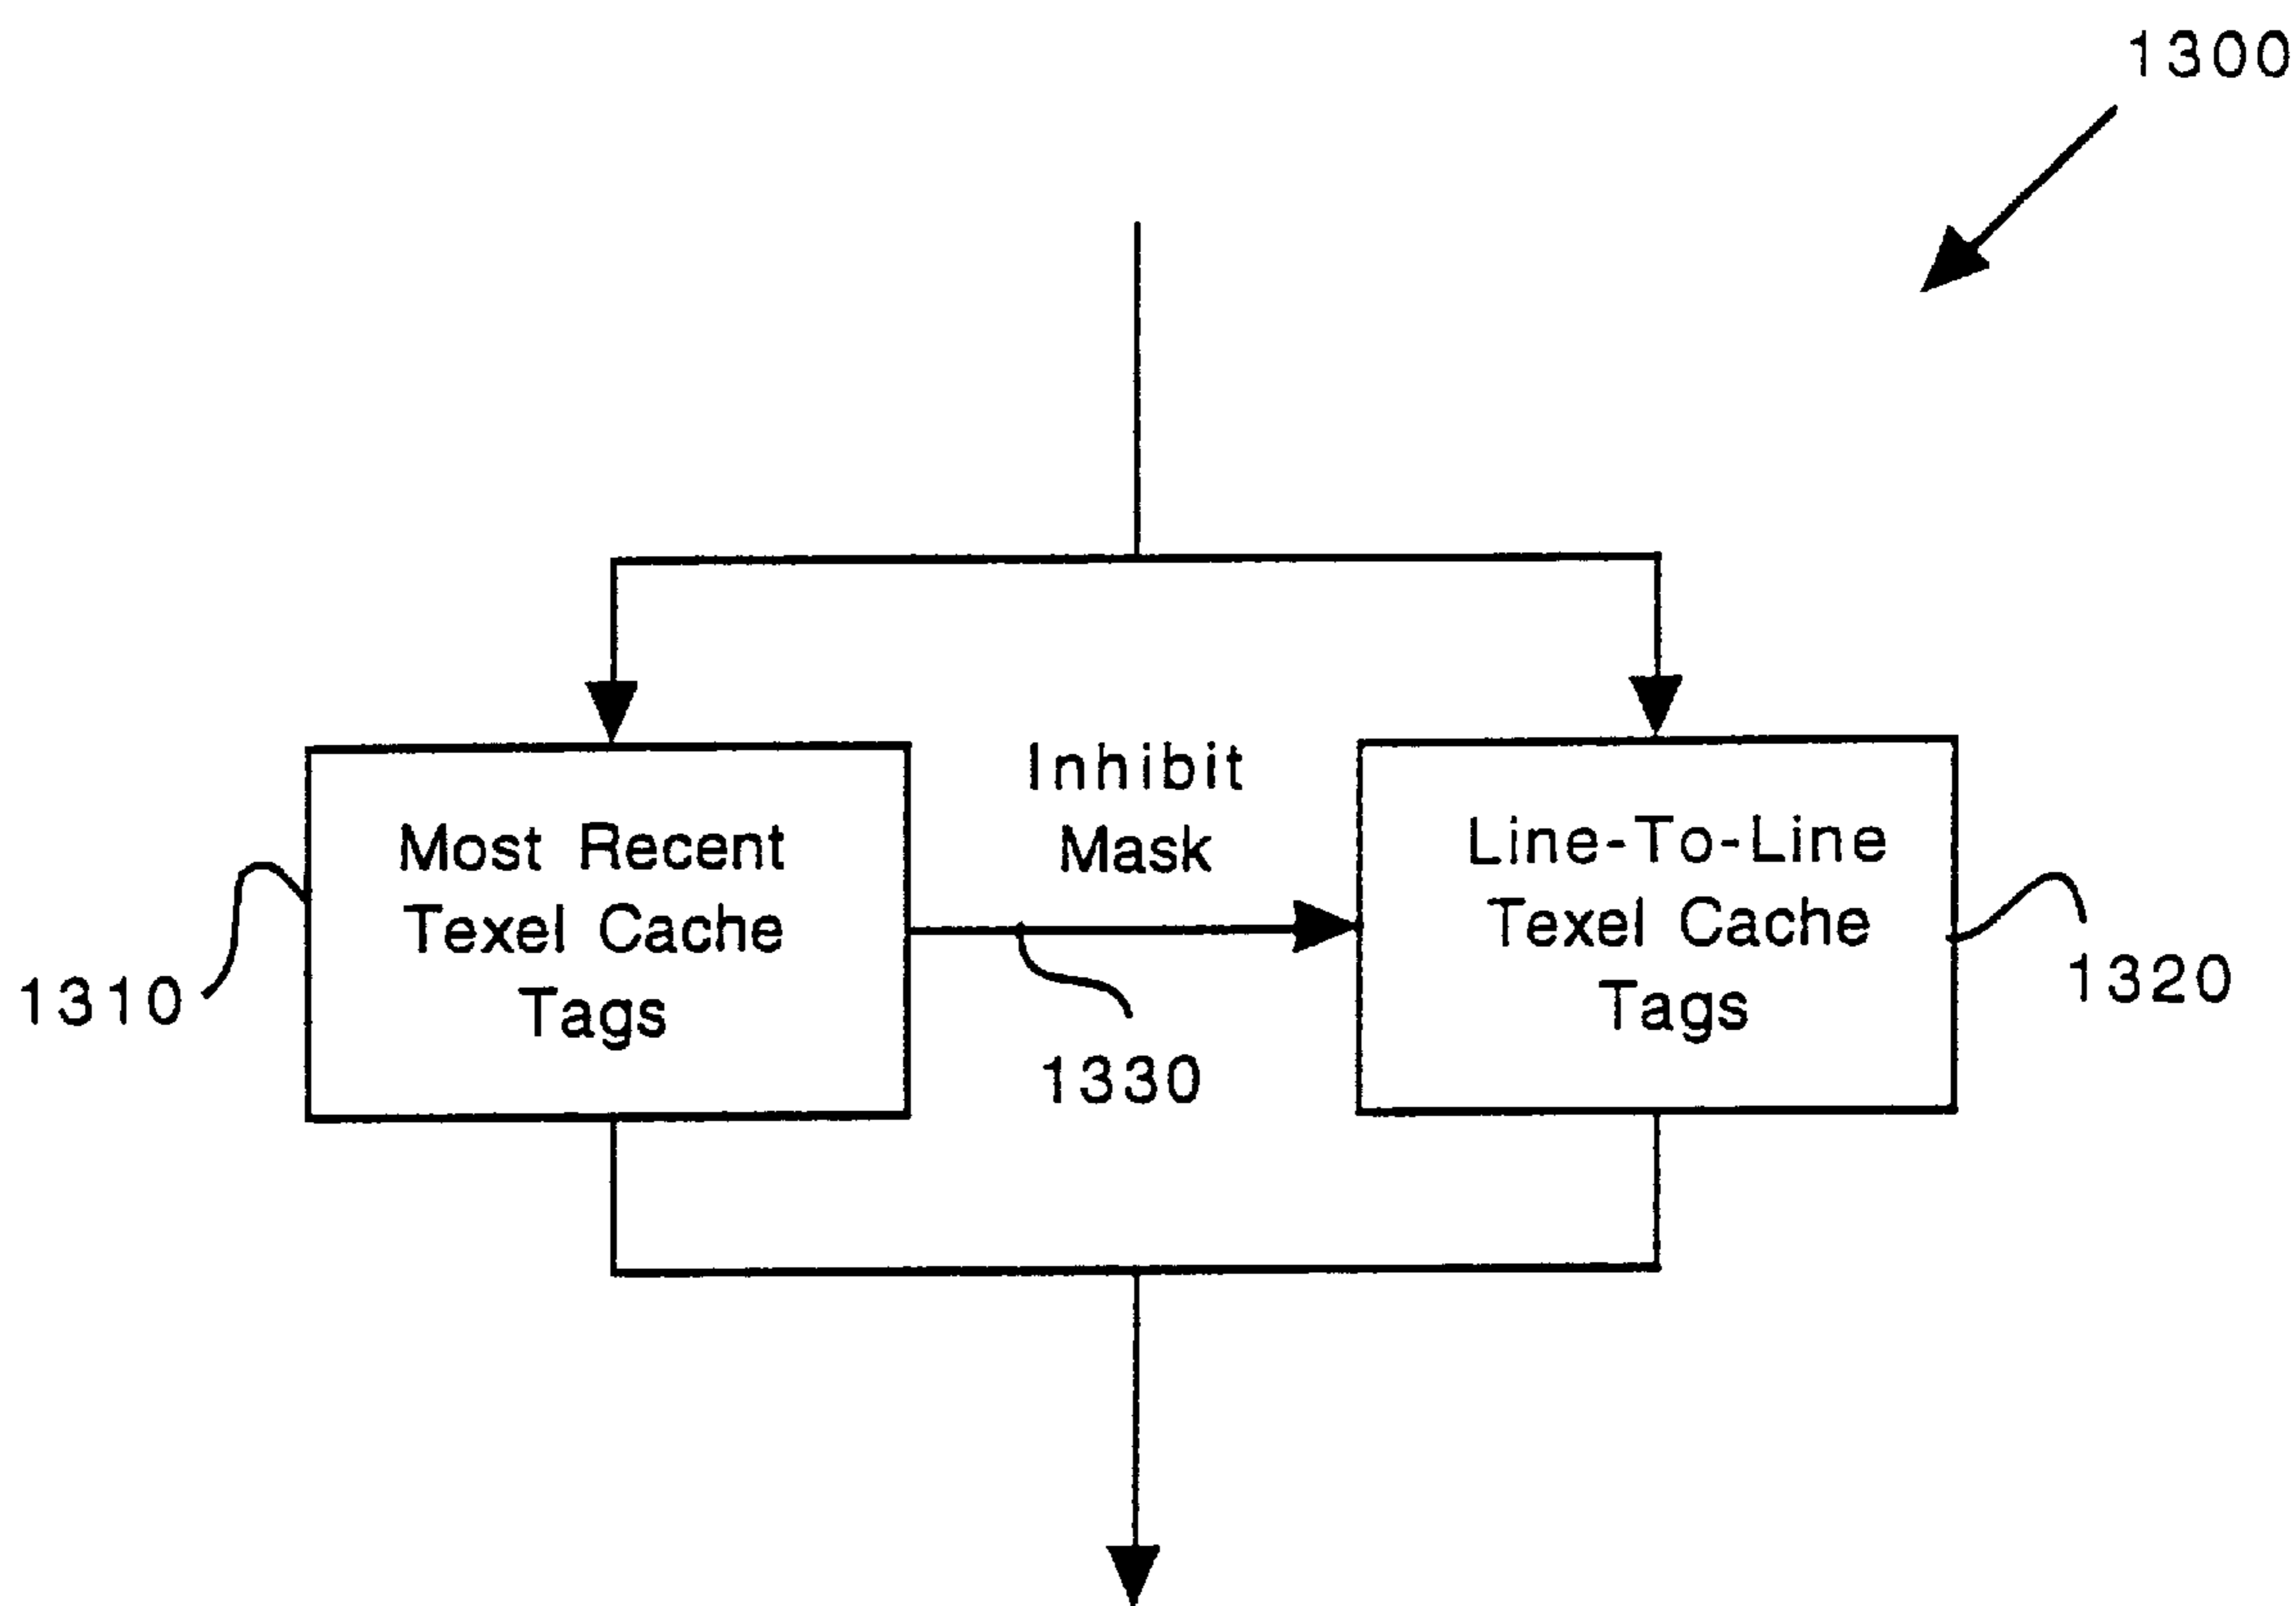 1300
Inhibit
Mask
Most Recent
Texel Cache
Tags
Line-To-Line
Texel Cache
Tags
1310
1320
1330